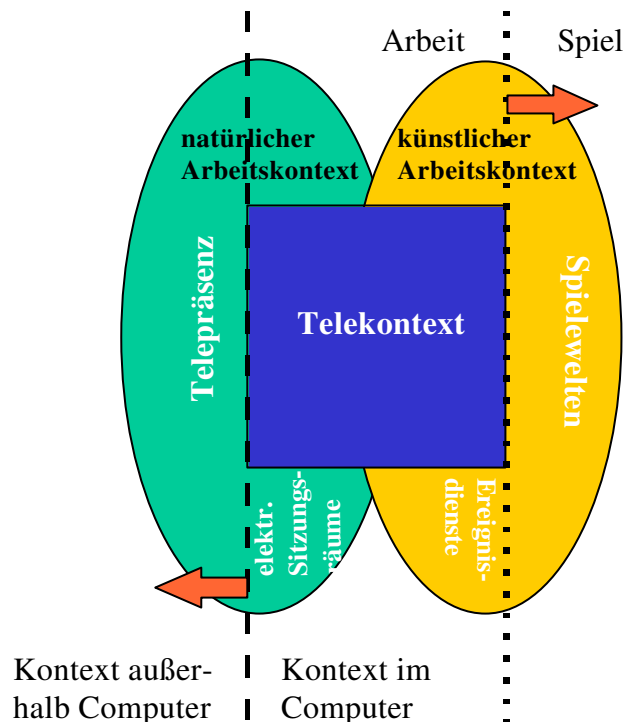 Arbeit
Spiel
natürlicher
Arbeitskontext
künstlicher
Arbeitskontext
Telepräsenz
Telekontext
Spielewelten
elektr.
Sitzungs-
räume
Ereignis-
dienste
Kontext außer-
halb Computer
Kontext im
Computer